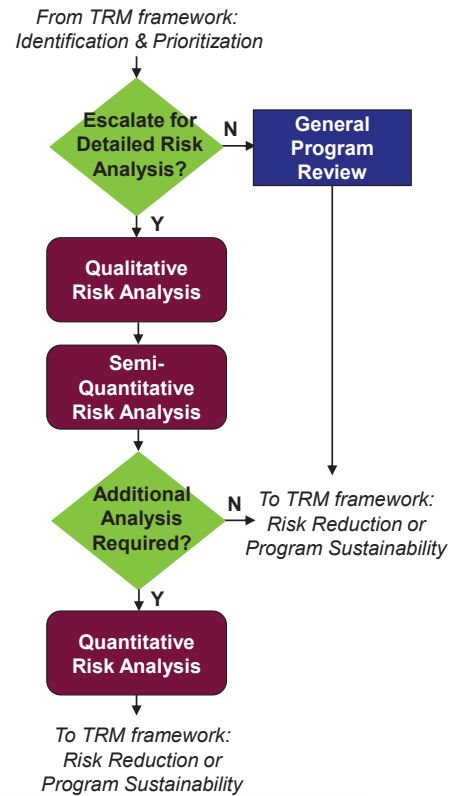 From TRM framework:
Identification & Prioritization
Escalate for
Detailed Risk
Analysis?
N
General
Program
Review
Y
Qualitative
Risk Analysis
Semi-
Quantitative
Risk Analysis
Additional
Analysis
Required?
N
To TRM framework:
Risk Reduction or
Program Sustainability
Y
Quantitative
Risk Analysis
To TRM framework:
Risk Reduction or
Program Sustainability